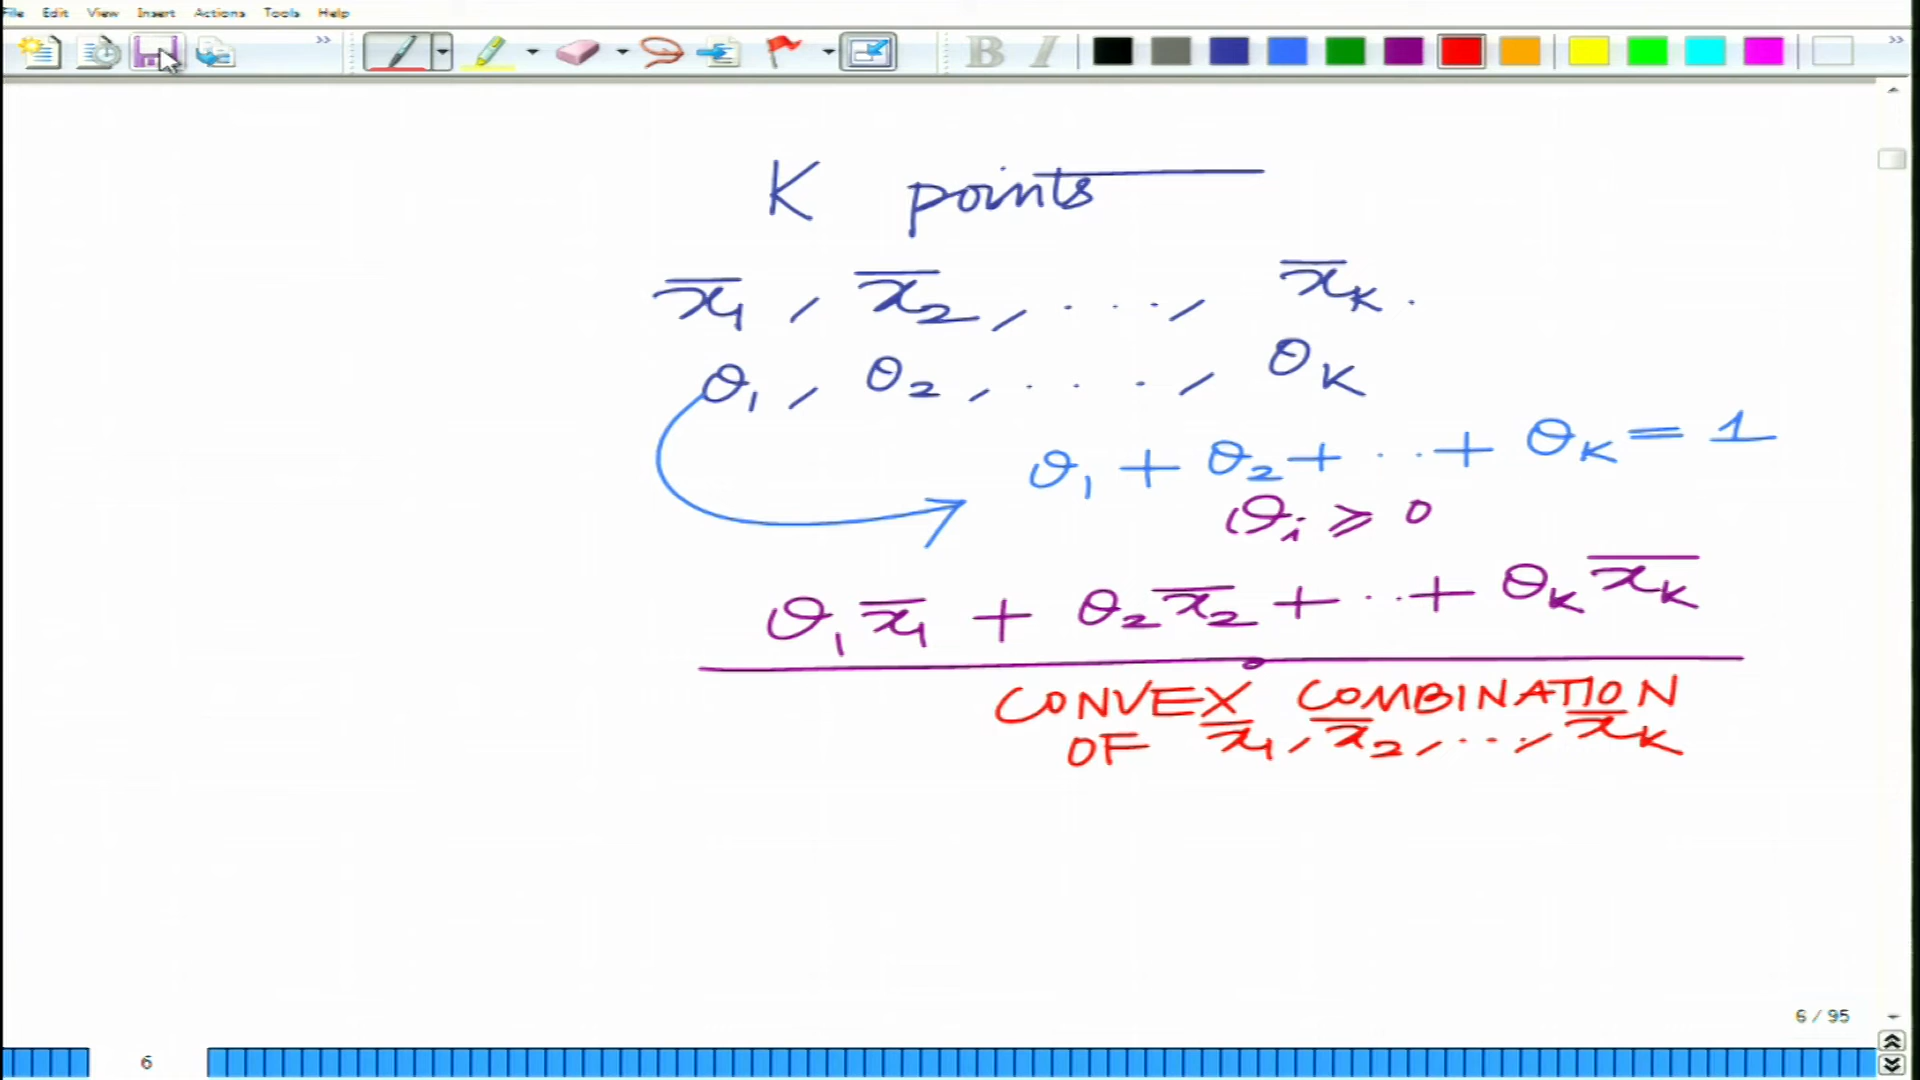 File Edit View Insert Actions Tools Help
B I
K points
x̅₁, x̅₂, ..., x̅ₖ.
θ₁, θ₂, ..., θₖ
θ₁ + θ₂ + ... + θₖ = 1
θᵢ ≥ 0
θ₁x̅₁ + θ₂x̅₂ + ... + θₖx̅ₖ
CONVEX COMBINATION
OF x̅₁, x̅₂, ..., x̅ₖ
6 / 95
6